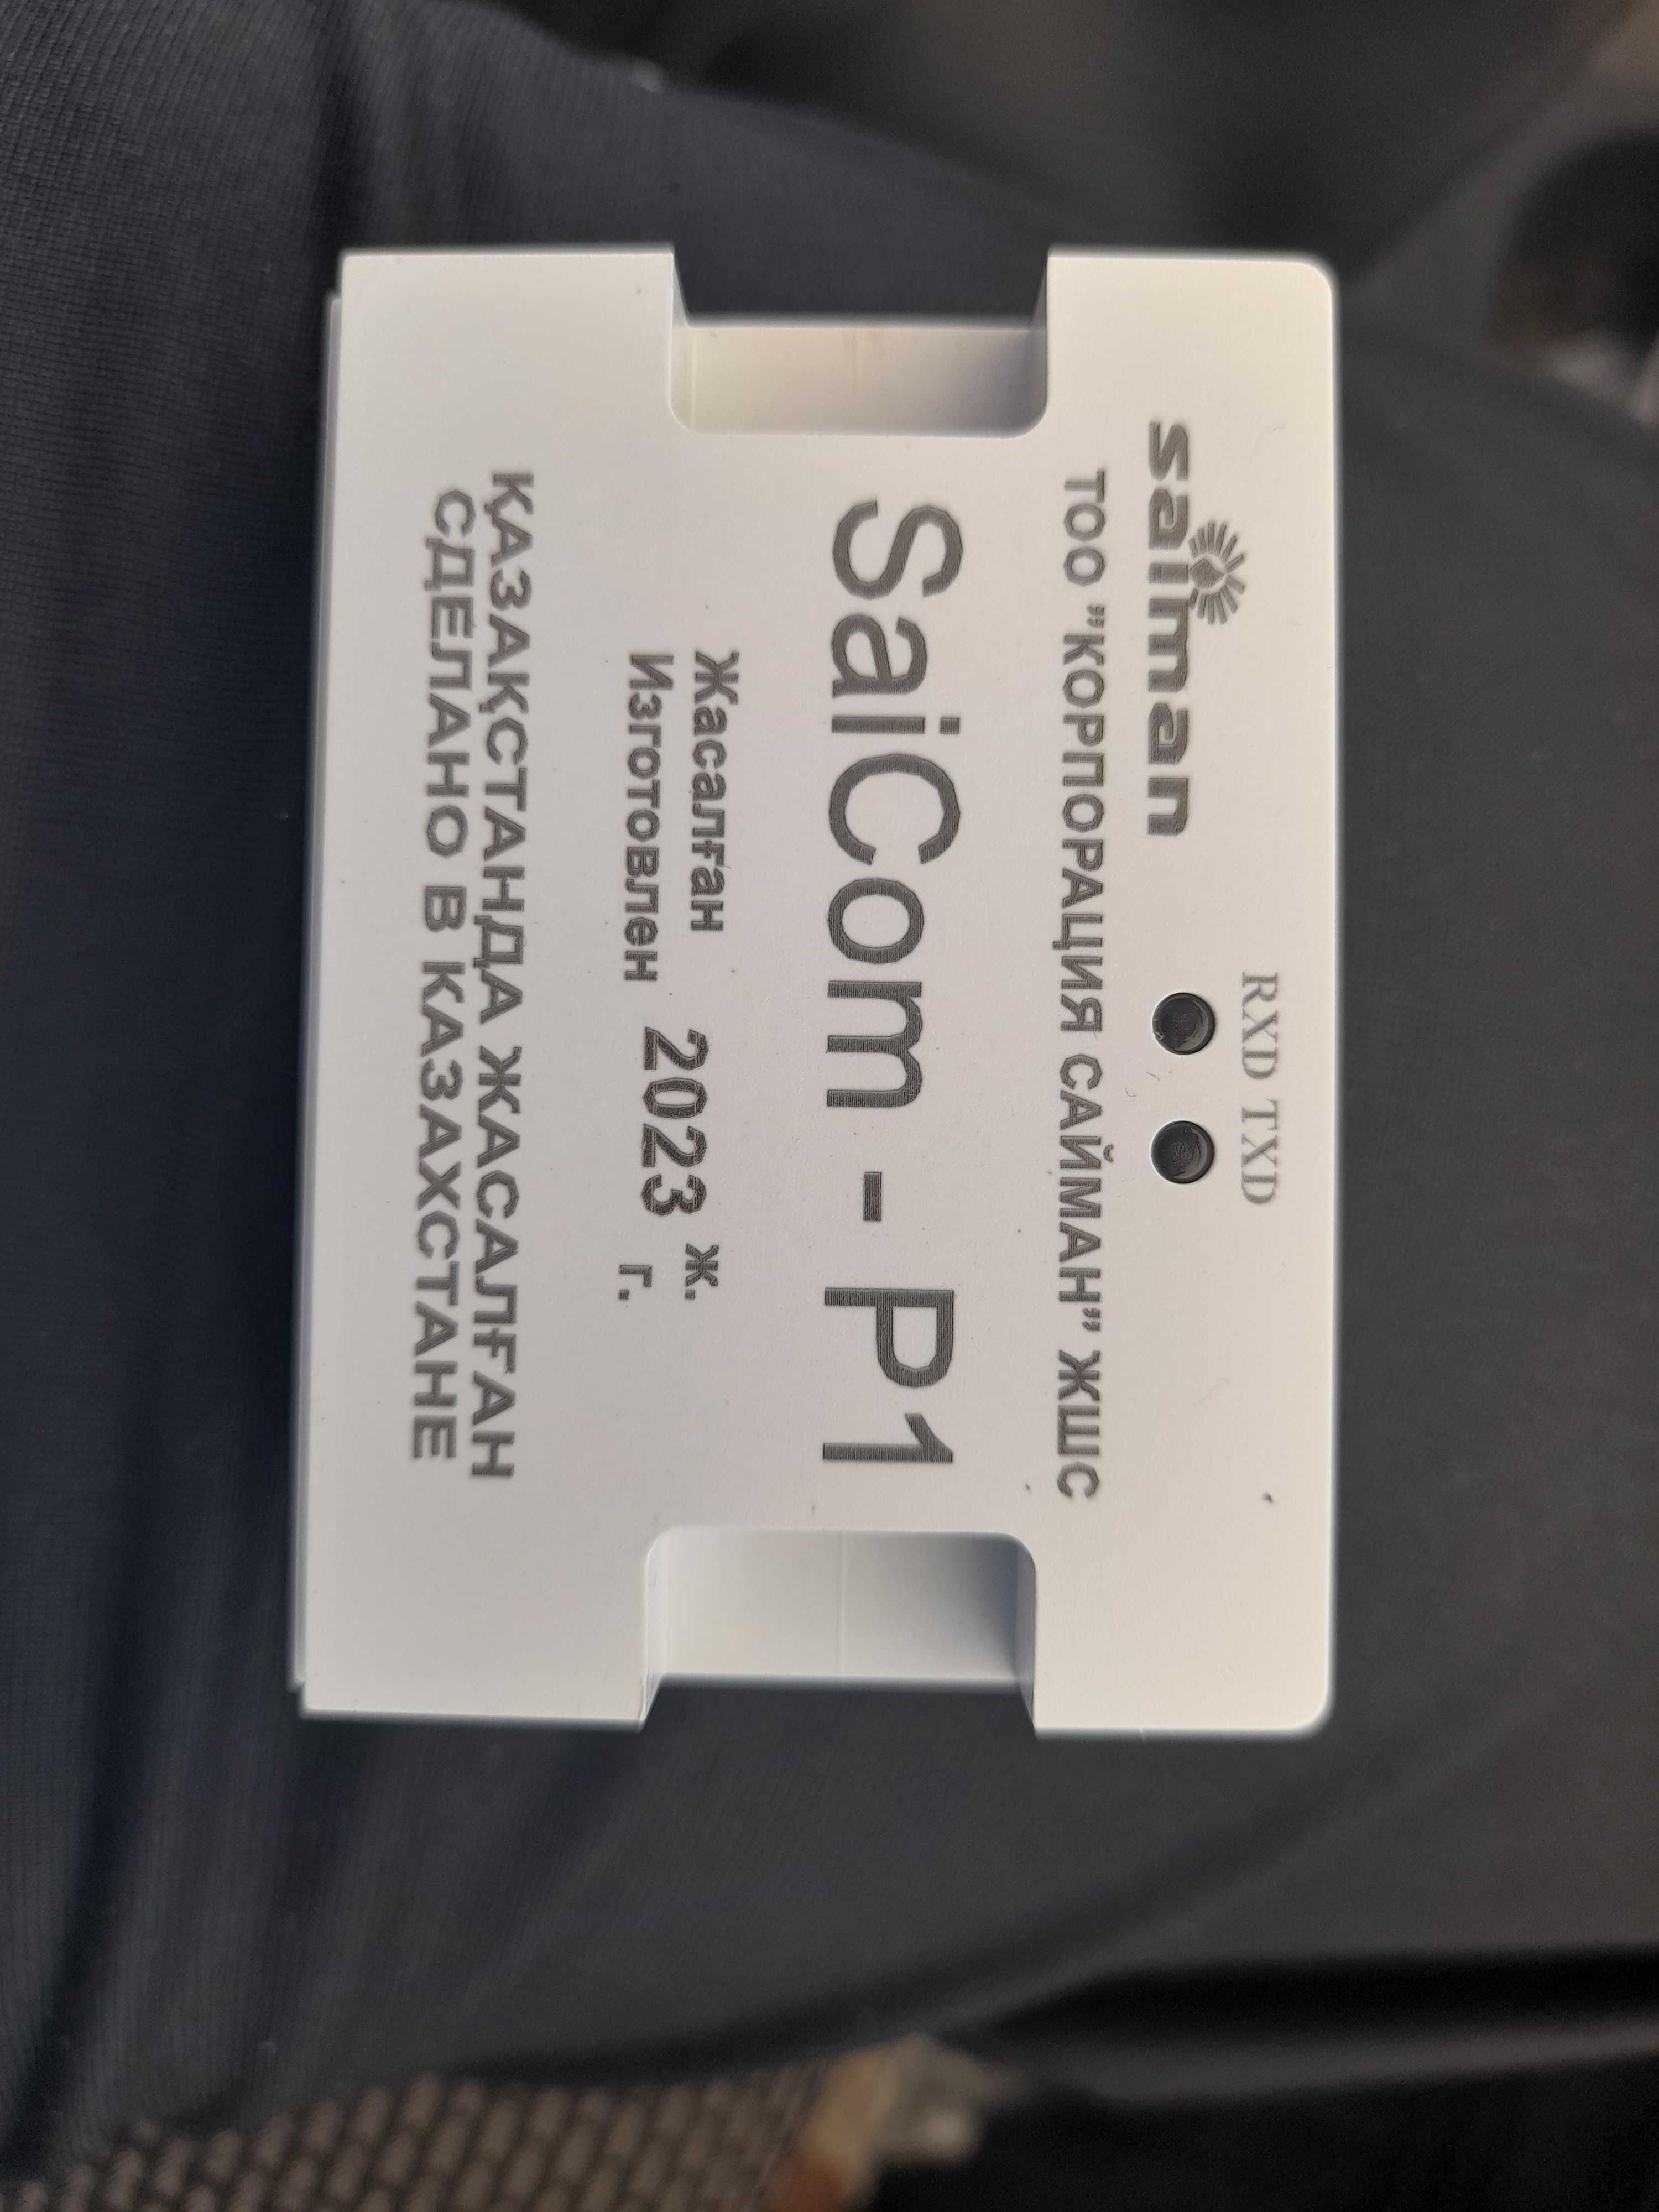 RXD TXD
saiman
ТОО "КОРПОРАЦИЯ САЙМАН" ЖШС
SaiCom - P1
Жасалған 2023 ж.
Изготовлен г.
ҚАЗАҚСТАНДА ЖАСАЛҒАН
СДЕЛАНО В КАЗАХСТАНЕ